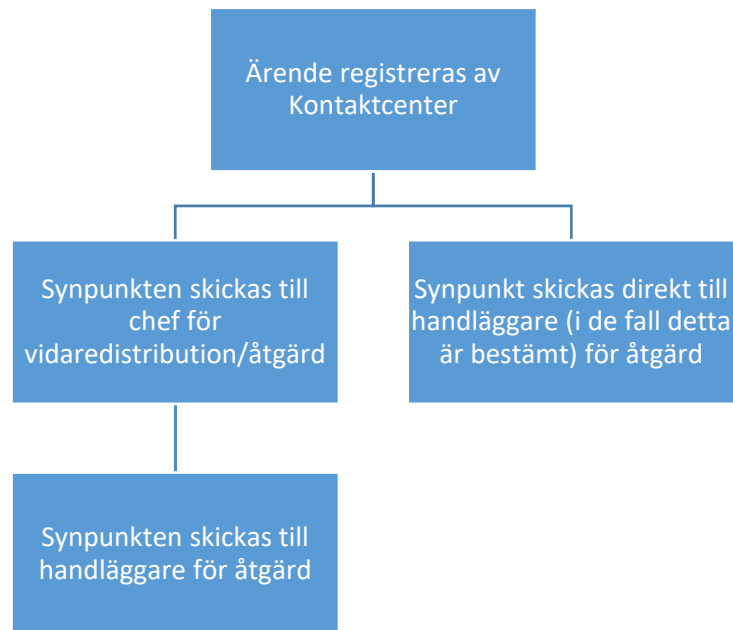 Ärende registreras av
Kontaktcenter
Synpunkten skickas till
chef för
vidaredistribution/åtgärd
Synpunkt skickas direkt till
handläggare (i de fall detta
är bestämt) för åtgärd
Synpunkten skickas till
handläggare för åtgärd